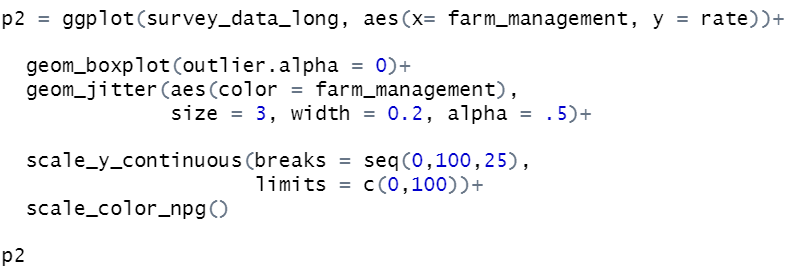 p2 = ggplot(survey_data_long, aes(x= farm_management, y = rate))+
geom_boxplot(outlier.alpha = 0)+
geom_jitter(aes(color = farm_management),
size = 3, width = 0.2, alpha = .5)+
scale_y_continuous(breaks = seq(0,100,25),
limits = c(0,100))+
scale_color_npg()
p2